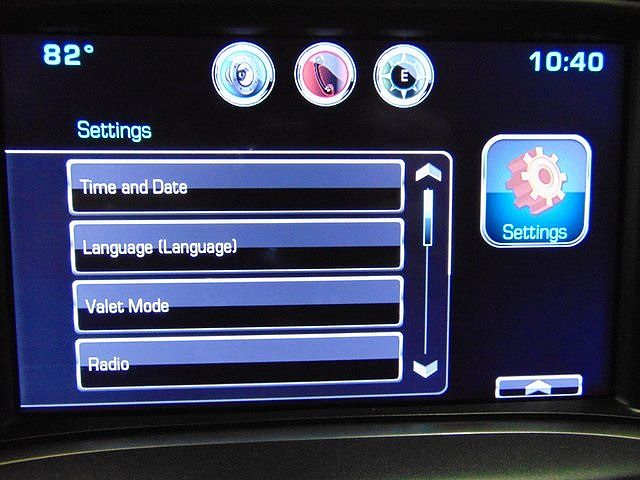 82°
E
10:40
Settings
Time and Date
Language (Language)
Valet Mode
Radio
Settings